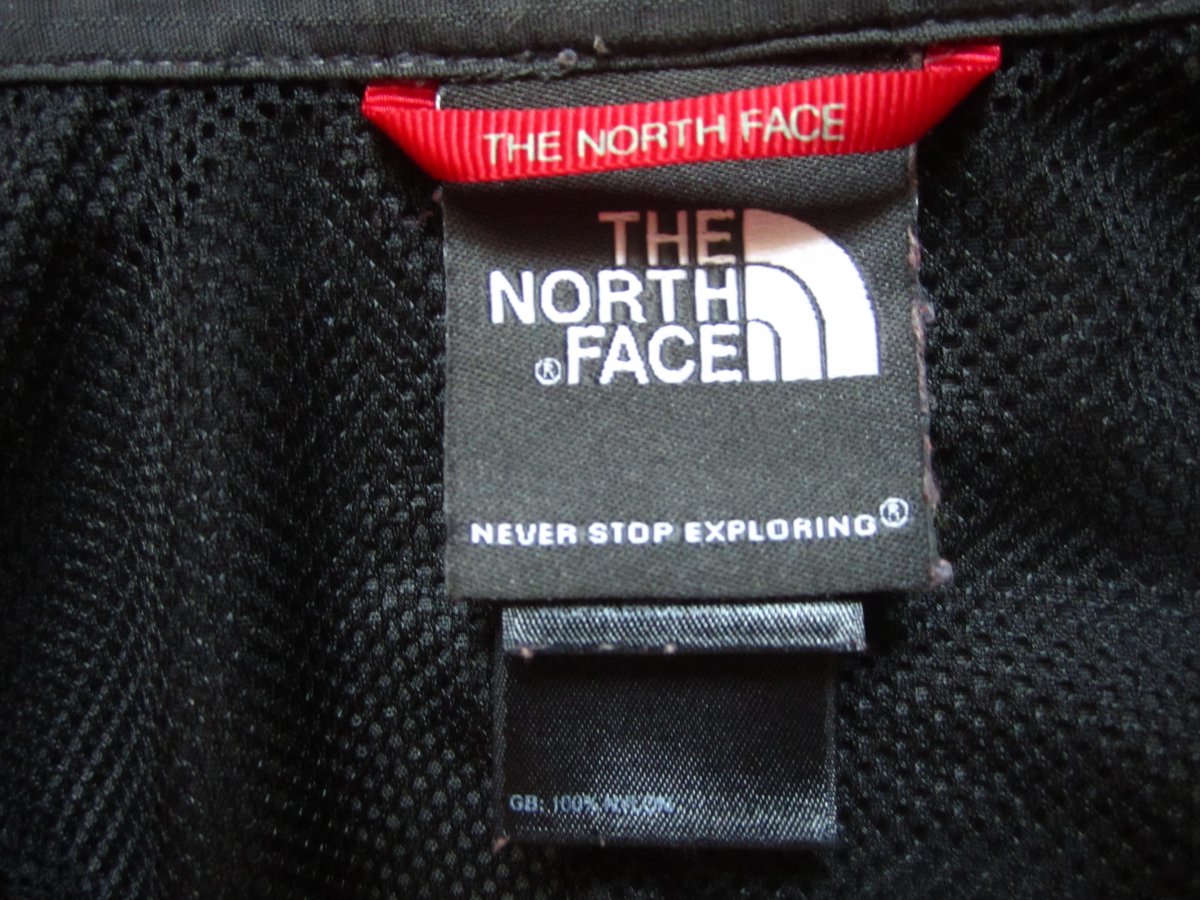 THE NORTH FACE
THE
NORTH
® FACE
NEVER STOP EXPLORING®
GB: 100% NYLON